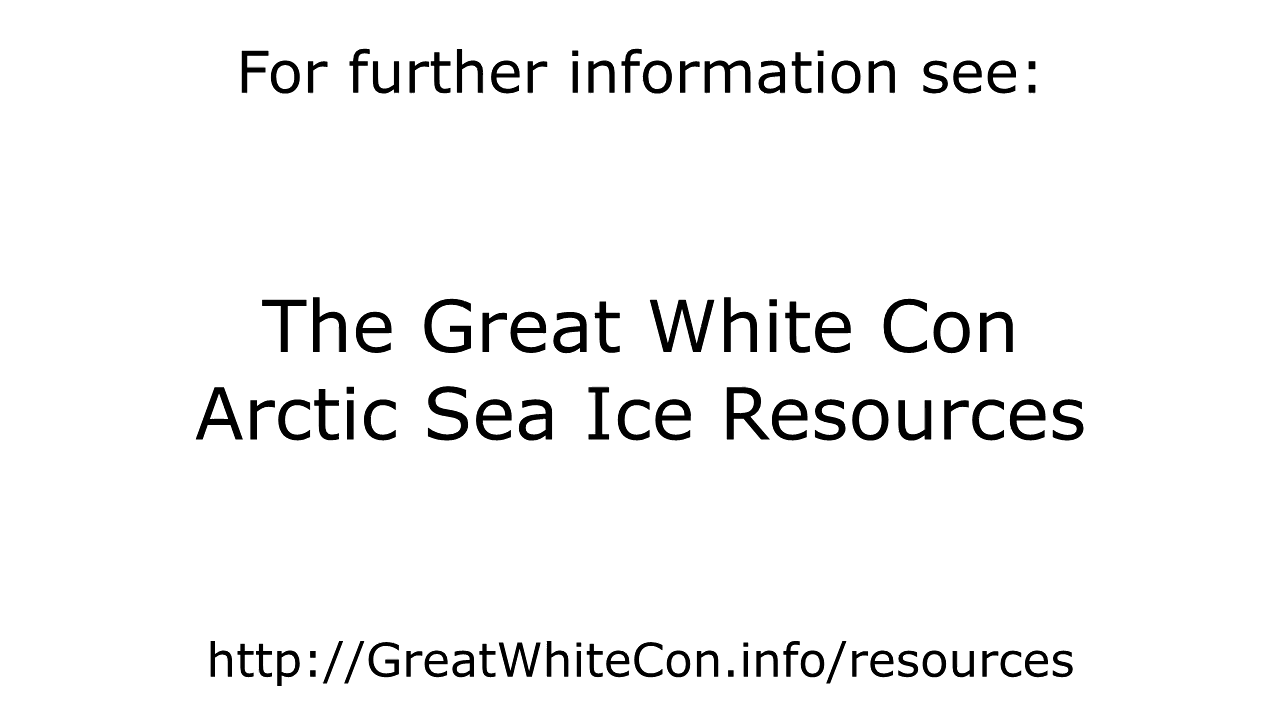 For further information see:
The Great White Con
Arctic Sea Ice Resources
http://GreatWhiteCon.info/resources